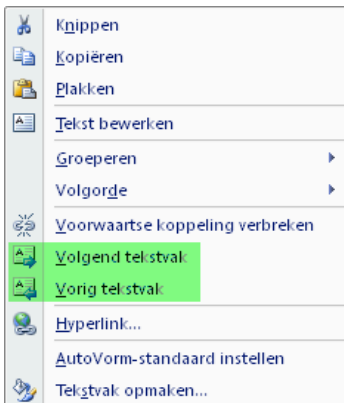 Knippen
Kopiëren
Plakken
Tekst bewerken
Groeperen
Volgorde
Voorwaartse koppeling verbreken
Volgend tekstvak
Vorig tekstvak
Hyperlink...
AutoVorm-standaard instellen
Tekstvak opmaken...